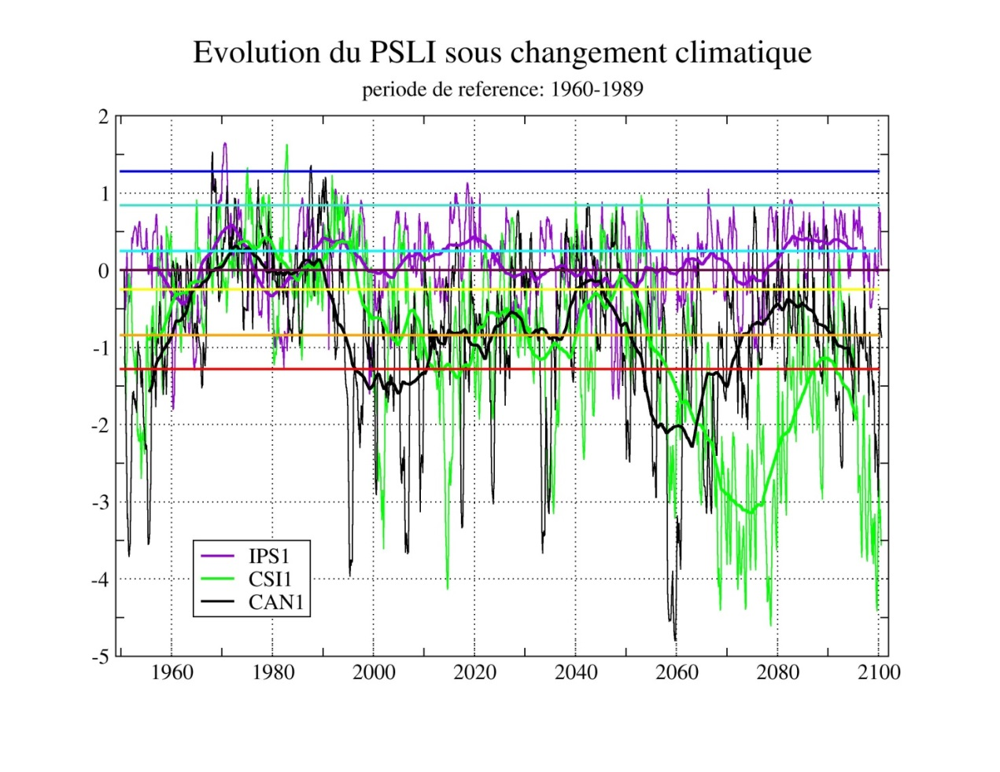 Evolution du PSLI sous changement climatique
periode de reference: 1960-1989
2
1
0
-1
-2
-3
-4
-5
IPS1
CSI1
CAN1
1960 1980 2000 2020 2040 2060 2080 2100